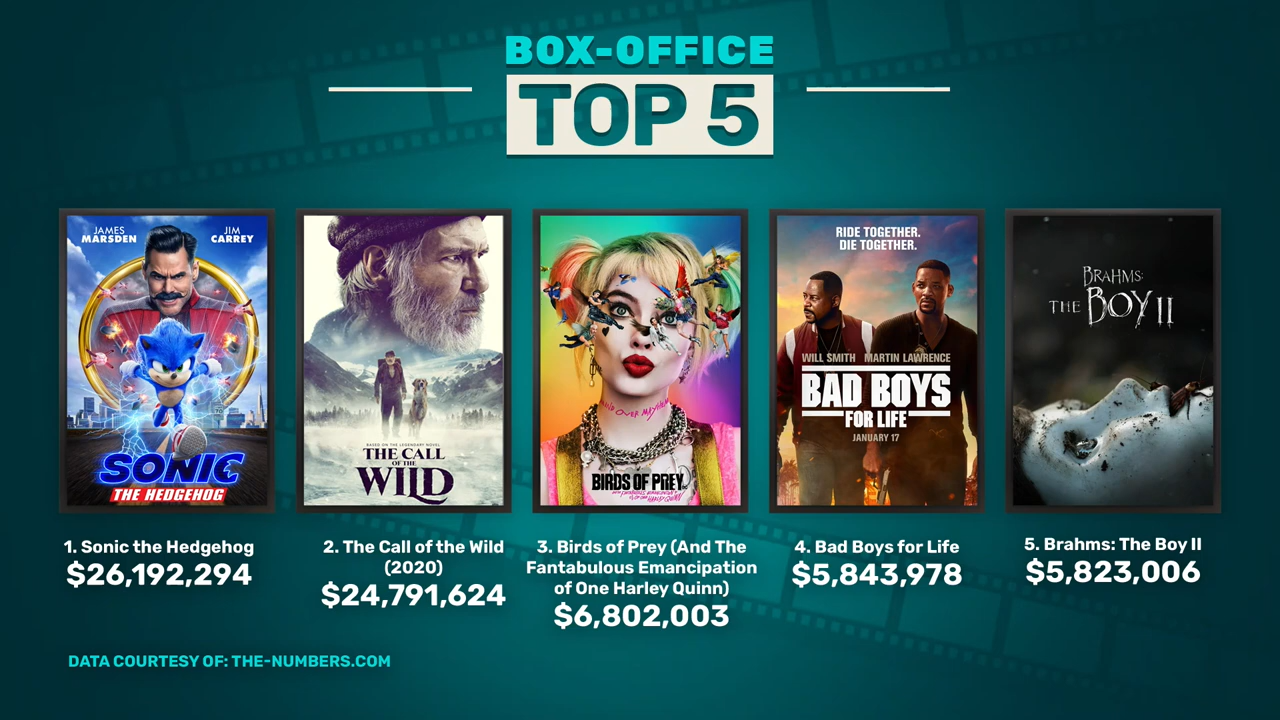 BOX-OFFICE
TOP 5
JAMES MARSDEN
JIM CARREY
SONIC
THE HEDGEHOG
BASED ON THE LEGENDARY NOVEL
THE CALL
OF THE
WILD
BIRDS OF PREY
RIDE TOGETHER.
DIE TOGETHER.
WILL SMITH MARTIN LAWRENCE
BAD BOYS
FOR LIFE
JANUARY 17
BRAHMS:
THE BOY II
1. Sonic the Hedgehog
$26,192,294
2. The Call of the Wild
(2020)
$24,791,624
3. Birds of Prey (And The
Fantabulous Emancipation
of One Harley Quinn)
$6,802,003
4. Bad Boys for Life
$5,843,978
5. Brahms: The Boy II
$5,823,006
DATA COURTESY OF: THE-NUMBERS.COM